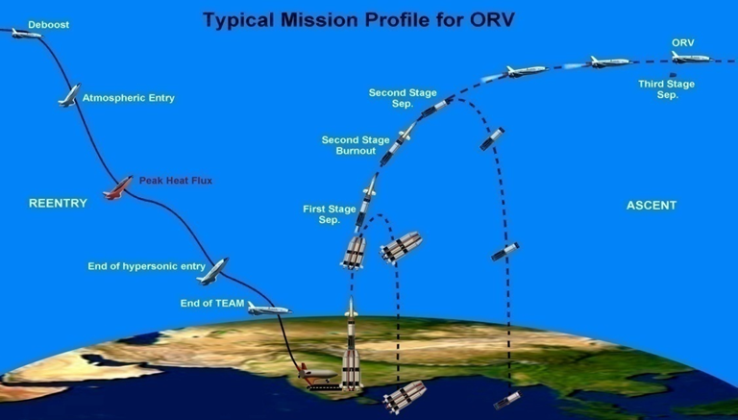 Typical Mission Profile for ORV
Deboost
ORV
Third Stage
Sep.
Second Stage
Sep.
Atmospheric Entry
Second Stage
Burnout
Peak Heat Flux
REENTRY
First Stage
Sep.
ASCENT
End of hypersonic entry
End of TEAM